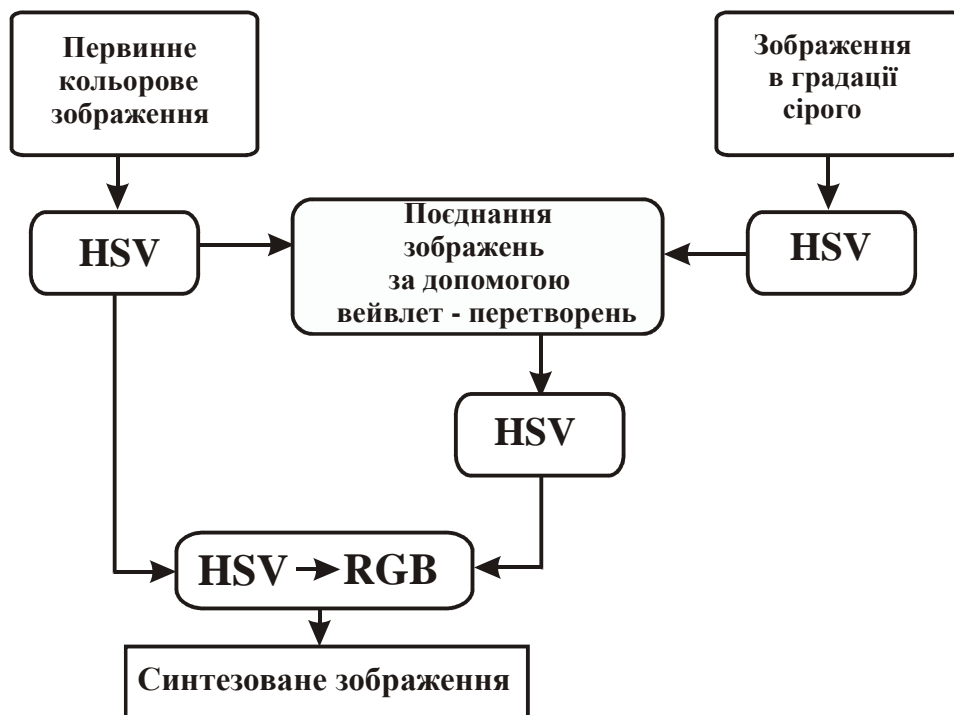 Первинне
кольорове
зображення
Зображення
в градації
сірого
HSV
Поєднання
зображень
за допомогою
вейвлет - перетворень
HSV
HSV
HSV → RGB
Синтезоване зображення